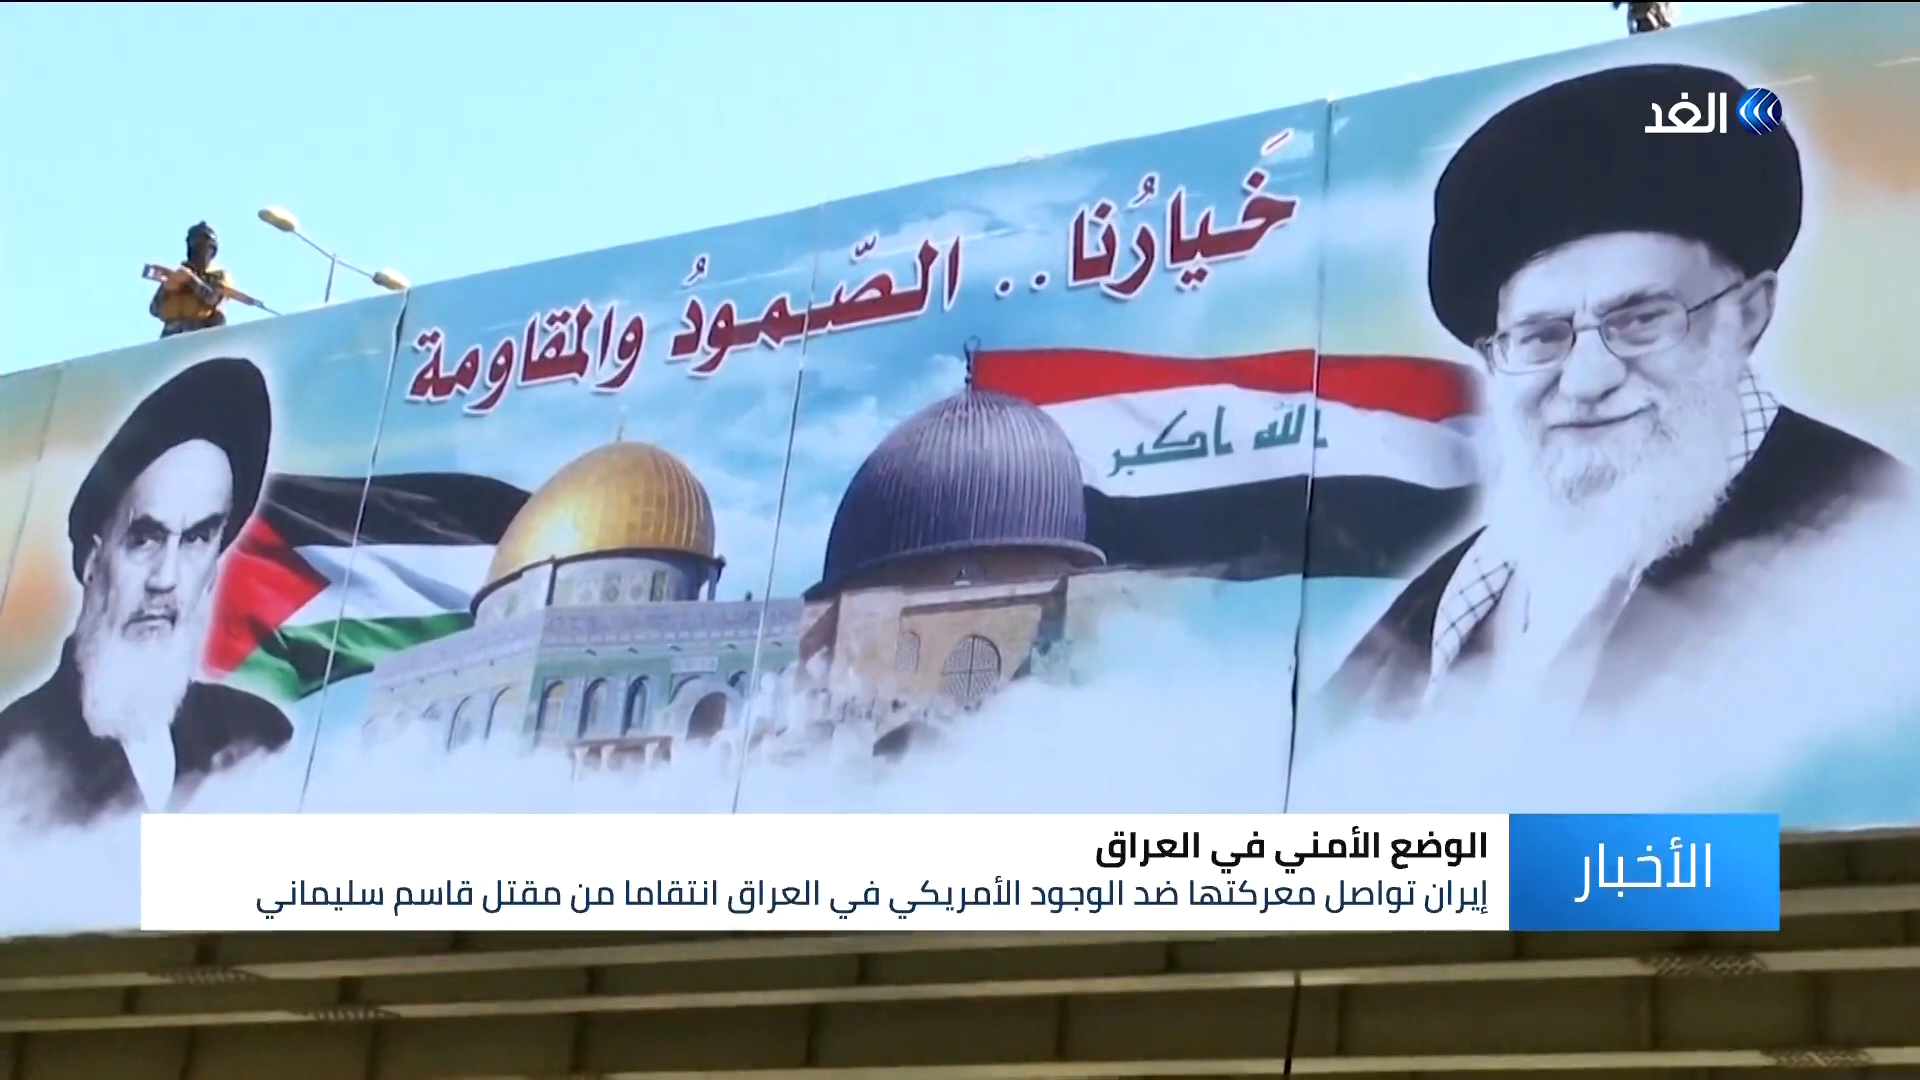 الغد
خَيارُنا.. الصّمودُ والمقاومة
الله اكبر
الأخبار
الوضع الأمني في العراق
إيران تواصل معركتها ضد الوجود الأمريكي في العراق انتقاما من مقتل قاسم سليماني